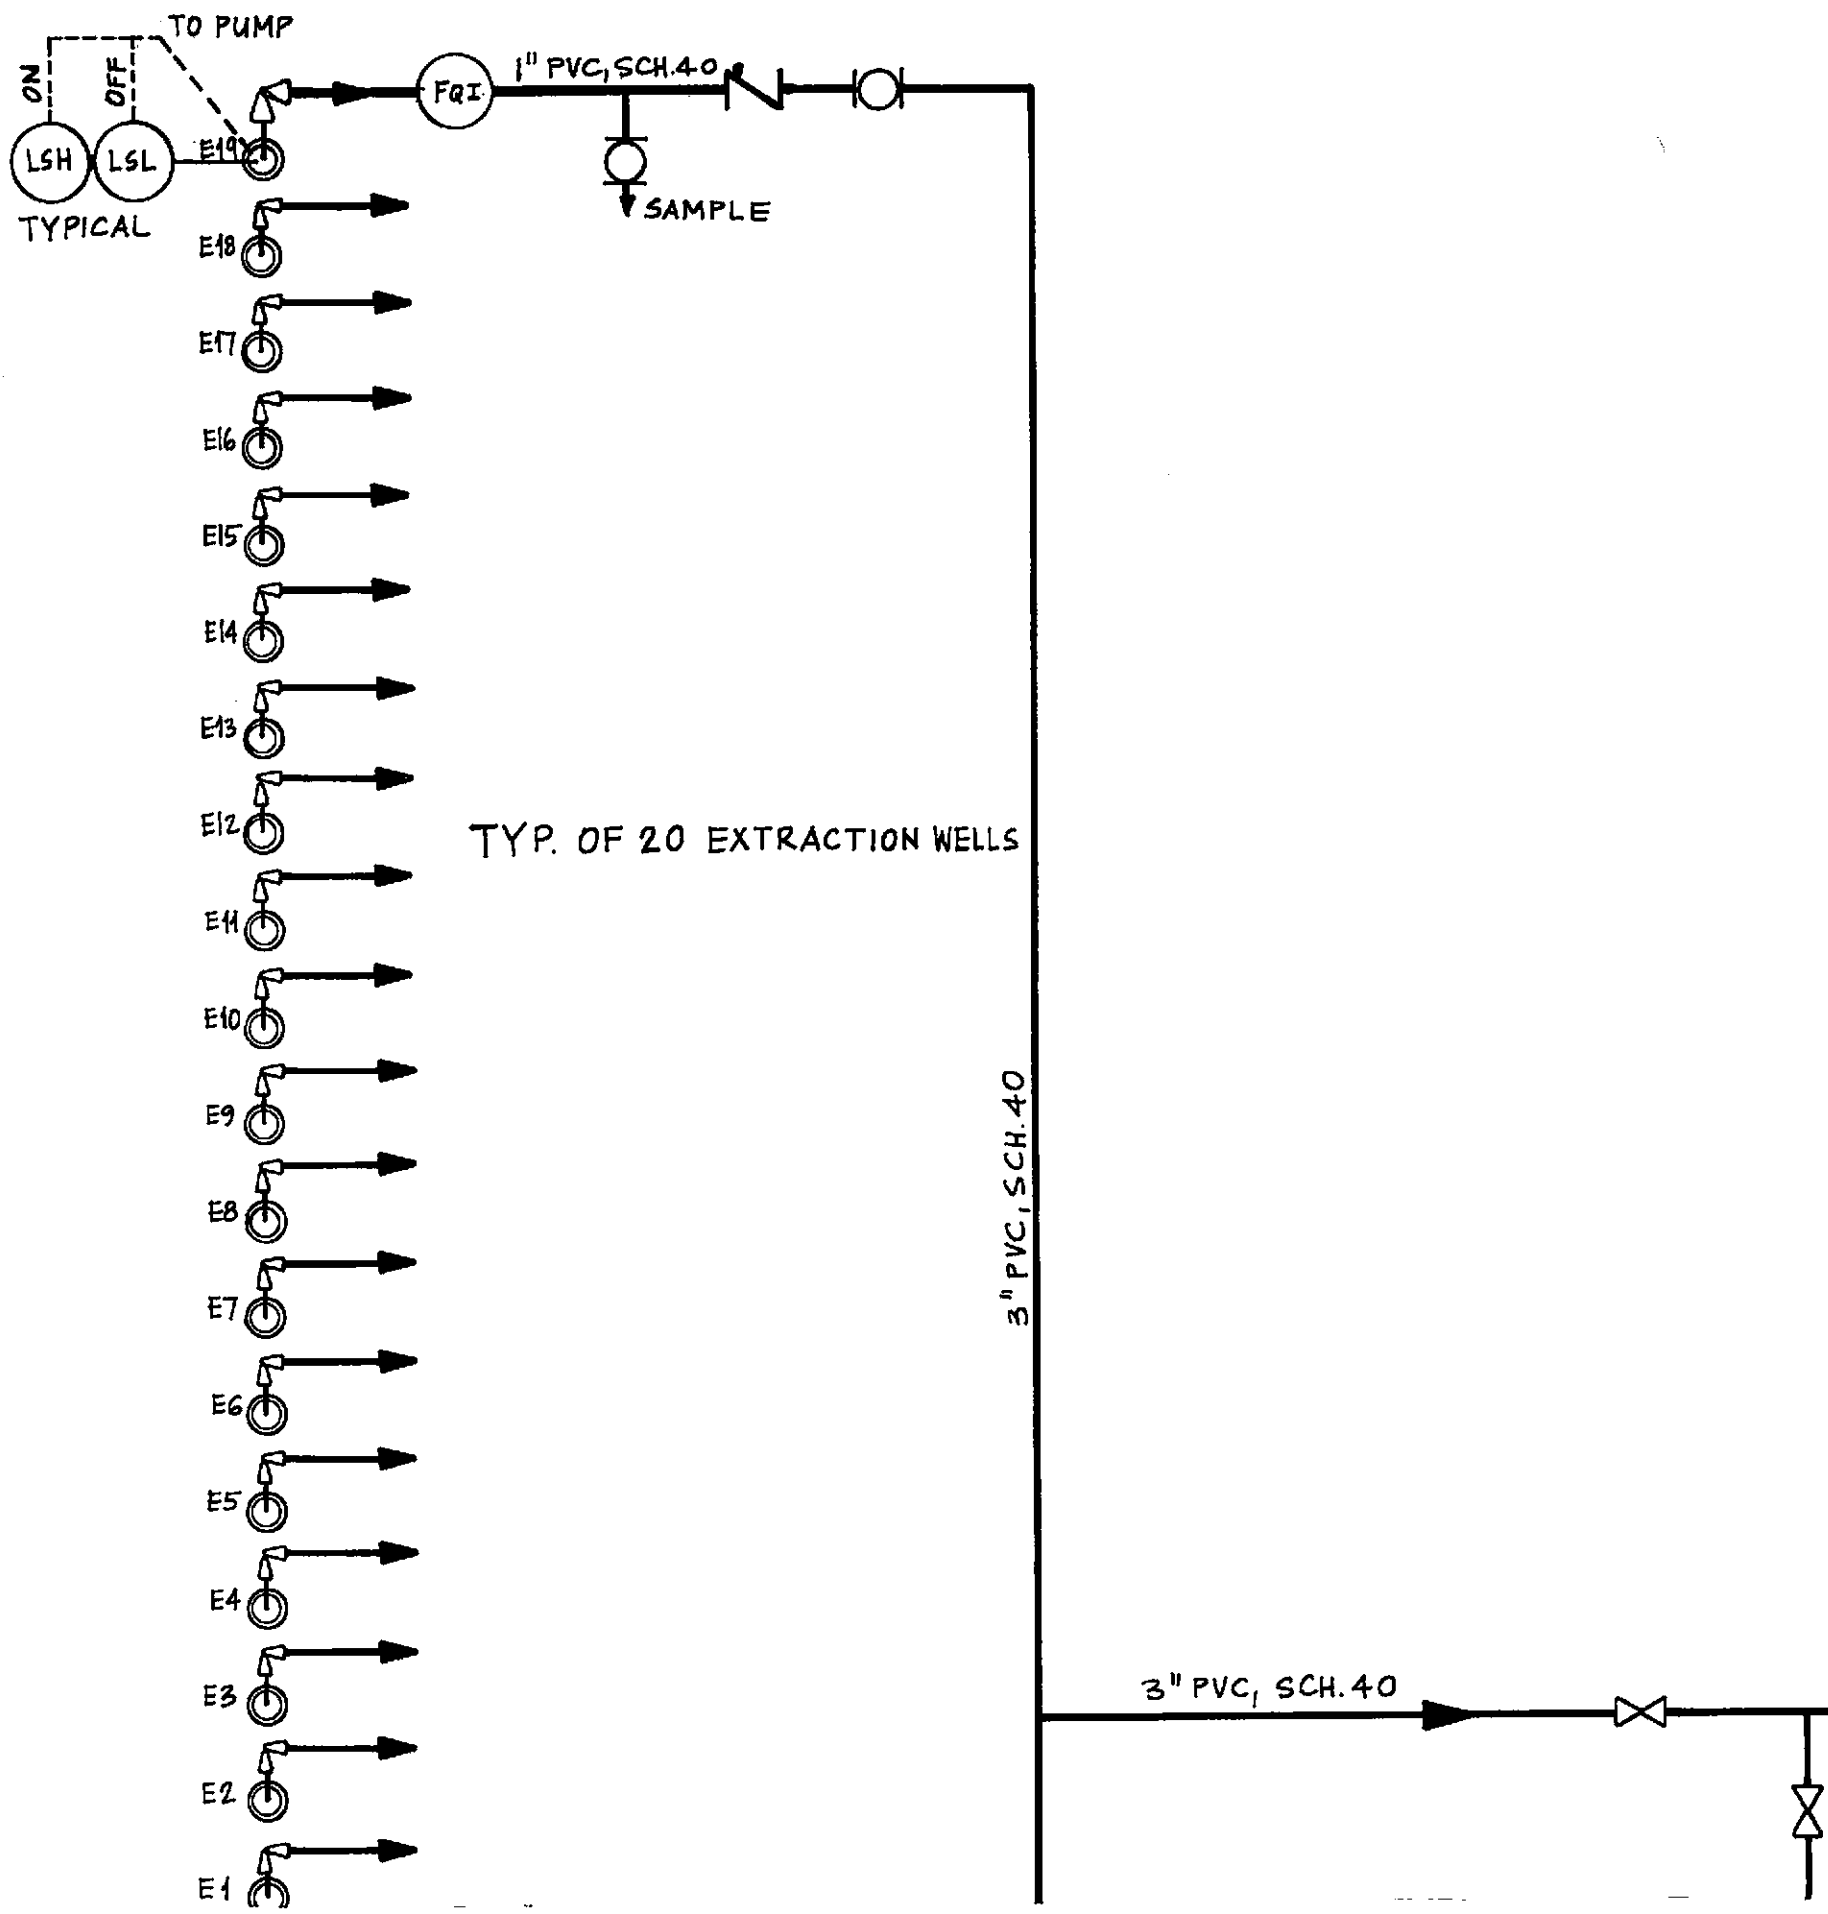 TO PUMP
ON
OFF
1" PVC, SCH.40
FQI
LSH
LSL
E19
TYPICAL
SAMPLE
E18
E17
E16
E15
E14
E13
E12
TYP. OF 20 EXTRACTION WELLS
E11
E10
E9
3" PVC, SCH.40
E8
E7
E6
E5
E4
E3
3" PVC, SCH.40
E2
E1